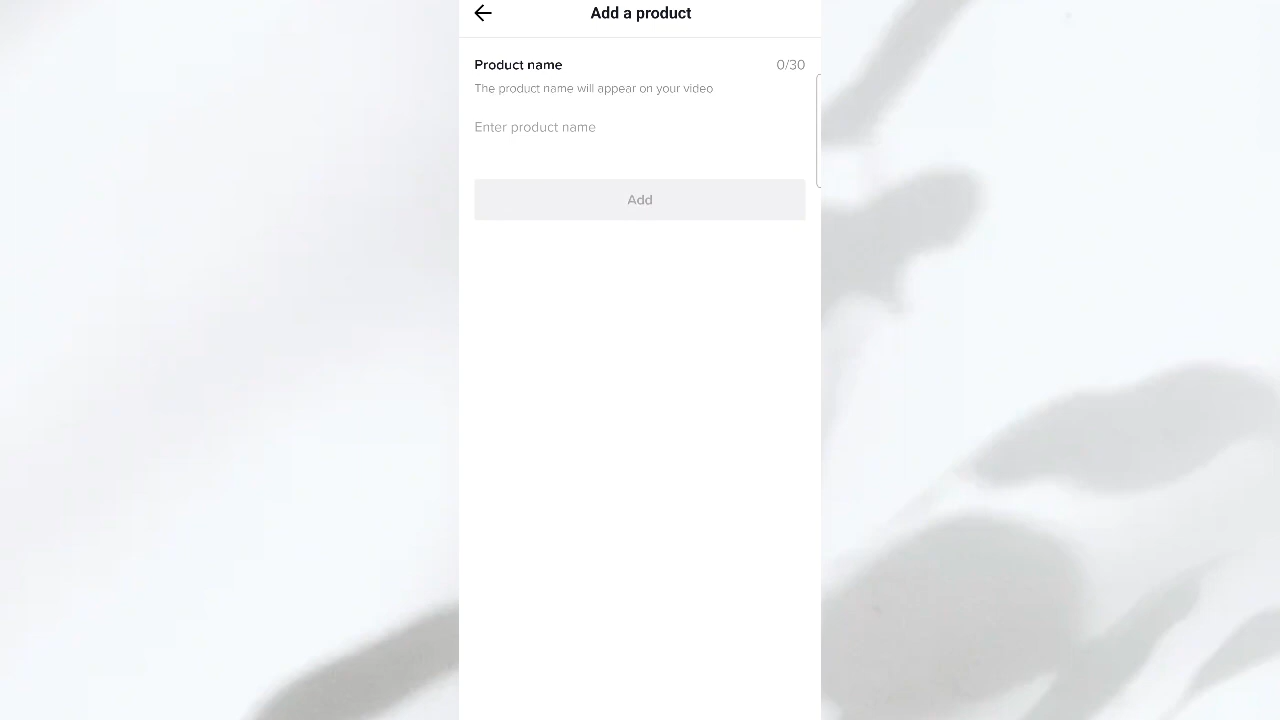 Add a product
Product name 0/30
The product name will appear on your video
Enter product name
Add